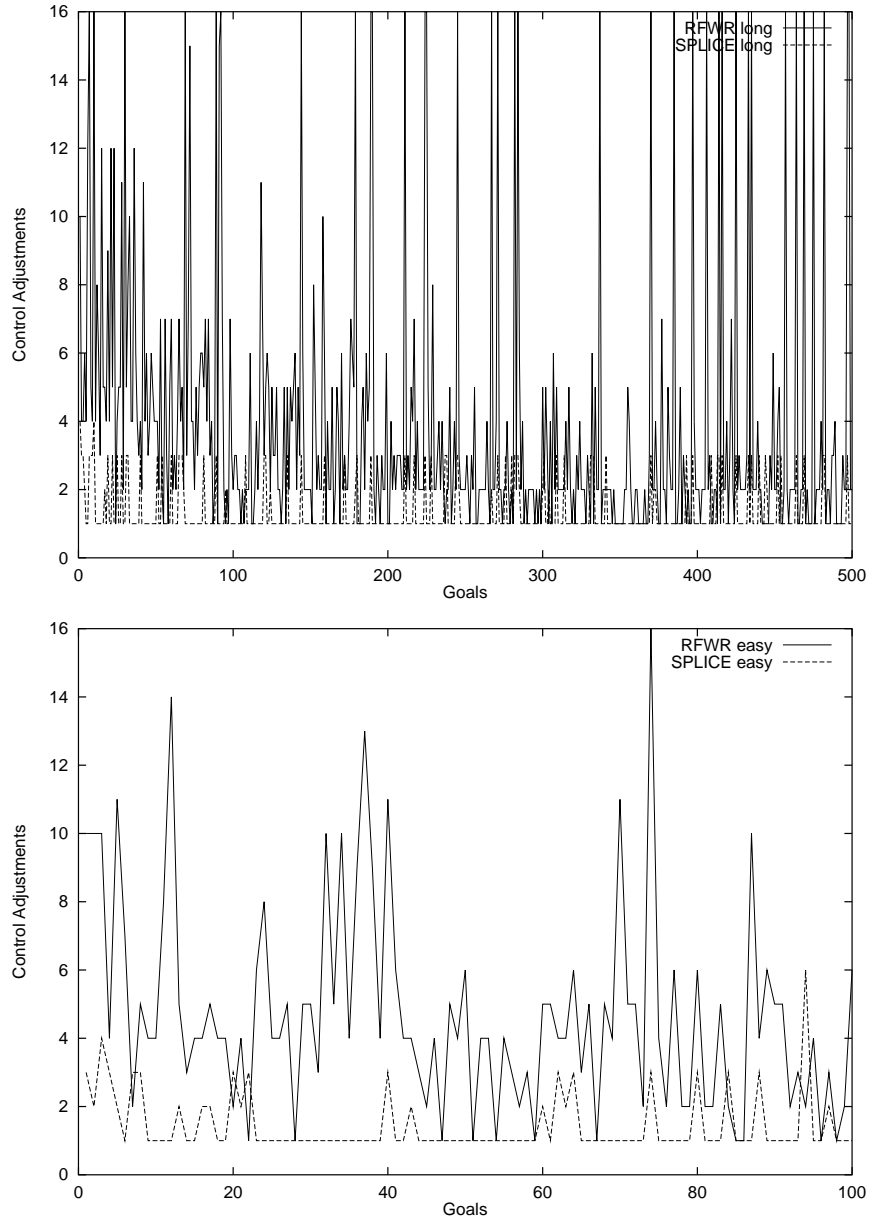 16
14
12
10
8
6
4
2
0
Control Adjustments
RFWR long
SPLICE long
0 100 200 300 400 500
Goals
16
14
12
10
8
6
4
2
0
Control Adjustments
RFWR easy
SPLICE easy
0 20 40 60 80 100
Goals